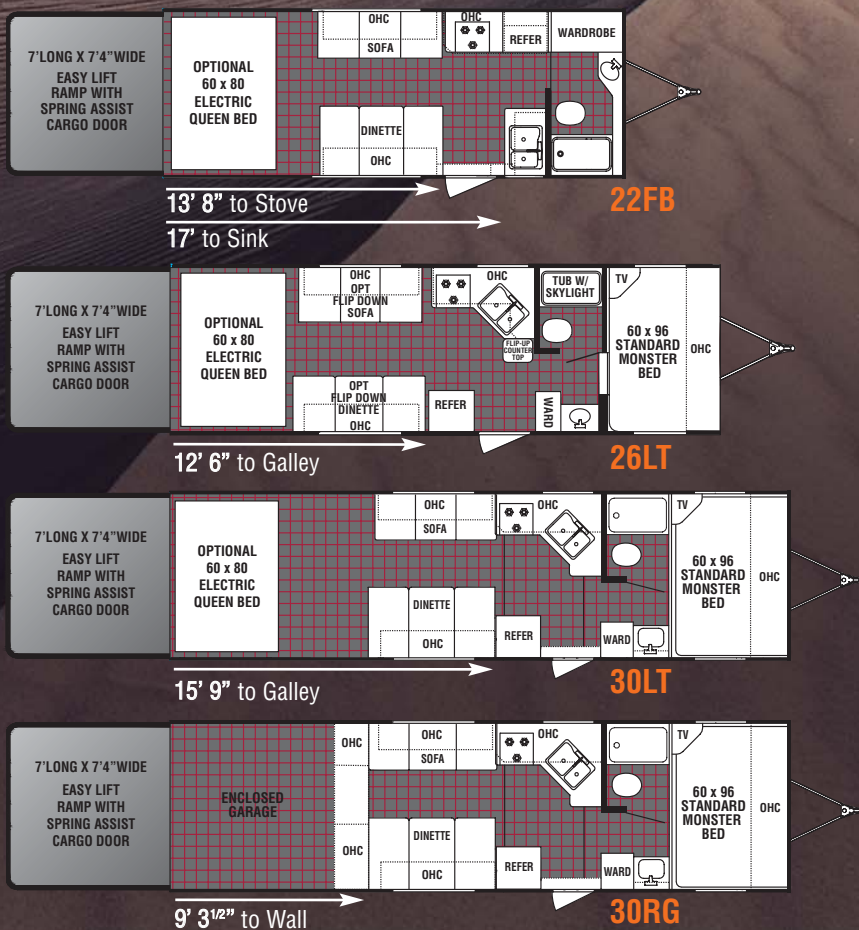 7'LONG X 7'4"WIDE
EASY LIFT
RAMP WITH
SPRING ASSIST
CARGO DOOR
OPTIONAL
60 x 80
ELECTRIC
QUEEN BED
OHC
SOFA
DINETTE
OHC
OHC
REFER
WARDROBE
13' 8" to Stove
17' to Sink
22FB
7'LONG X 7'4"WIDE
EASY LIFT
RAMP WITH
SPRING ASSIST
CARGO DOOR
OPTIONAL
60 x 80
ELECTRIC
QUEEN BED
OHC
OPT
FLIP DOWN
SOFA
OPT
FLIP DOWN
DINETTE
OHC
OHC
FLIP-UP
COUNTER
TOP
REFER
TUB W/
SKYLIGHT
WARD
TV
60 x 96
STANDARD
MONSTER
BED
OHC
12' 6" to Galley
26LT
7'LONG X 7'4"WIDE
EASY LIFT
RAMP WITH
SPRING ASSIST
CARGO DOOR
OPTIONAL
60 x 80
ELECTRIC
QUEEN BED
OHC
SOFA
DINETTE
OHC
OHC
REFER
WARD
TV
60 x 96
STANDARD
MONSTER
BED
OHC
15' 9" to Galley
30LT
7'LONG X 7'4"WIDE
EASY LIFT
RAMP WITH
SPRING ASSIST
CARGO DOOR
ENCLOSED
GARAGE
OHC
OHC
OHC
SOFA
DINETTE
OHC
OHC
REFER
WARD
TV
60 x 96
STANDARD
MONSTER
BED
OHC
9' 3 1/2" to Wall
30RG